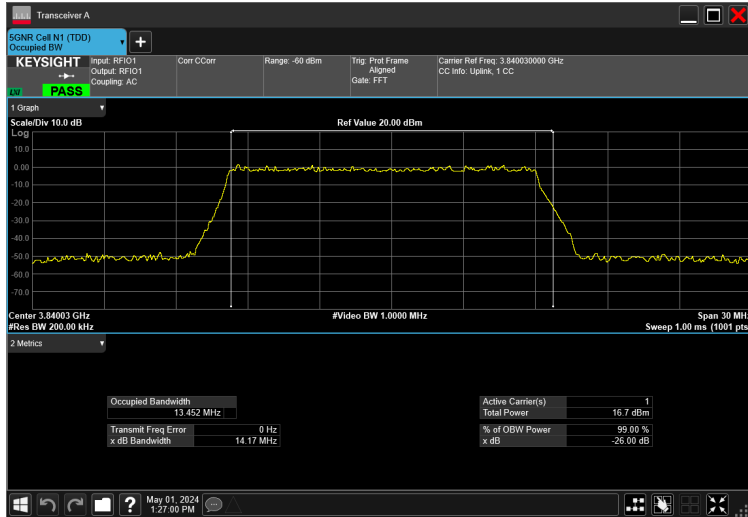 Transceiver A
5GNR Cell N1 (TDD)
Occupied BW
KEYSIGHT
PASS
Input: RFIO1
Output: RFIO1
Coupling: AC
Corr CCorr
Range: -60 dBm
Trig: Prot Frame
Aligned
Gate: FFT
Carrier Ref Freq: 3.840030000 GHz
CC Info: Uplink, 1 CC
1 Graph
Scale/Div 10.0 dB
Ref Value 20.00 dBm
Log
10.0
0.00
-10.0
-20.0
-30.0
-40.0
-50.0
-60.0
-70.0
Center 3.84003 GHz
#Video BW 1.0000 MHz
Span 30 MHz
#Res BW 200.00 kHz
Sweep 1.00 ms (1001 pts
2 Metrics
Occupied Bandwidth
13.452 MHz
Transmit Freq Error 0 Hz
x dB Bandwidth 14.17 MHz
Active Carrier(s) 1
Total Power 16.7 dBm
% of OBW Power 99.00 %
x dB -26.00 dB
May 01, 2024
1:27:00 PM